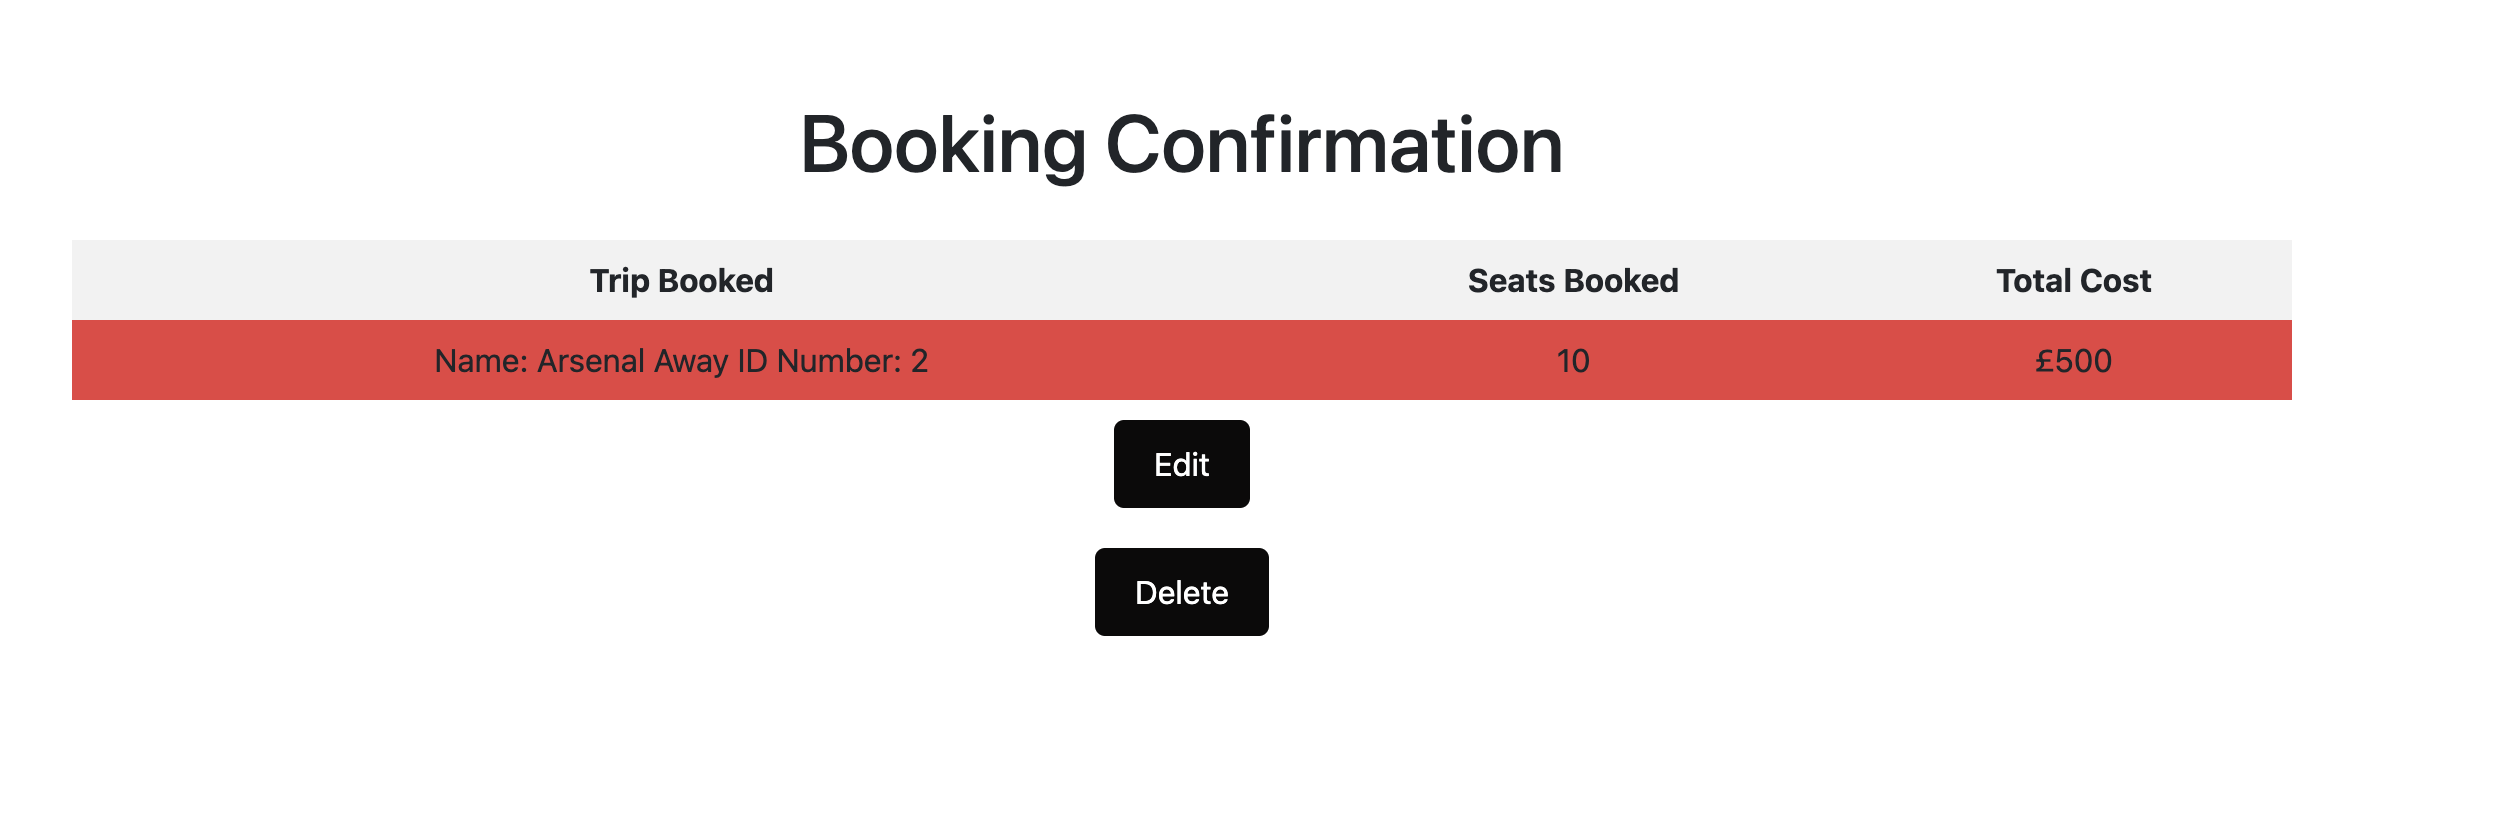 Booking Confirmation
Trip Booked Seats Booked Total Cost
Name: Arsenal Away ID Number: 2 10 £500
Edit
Delete